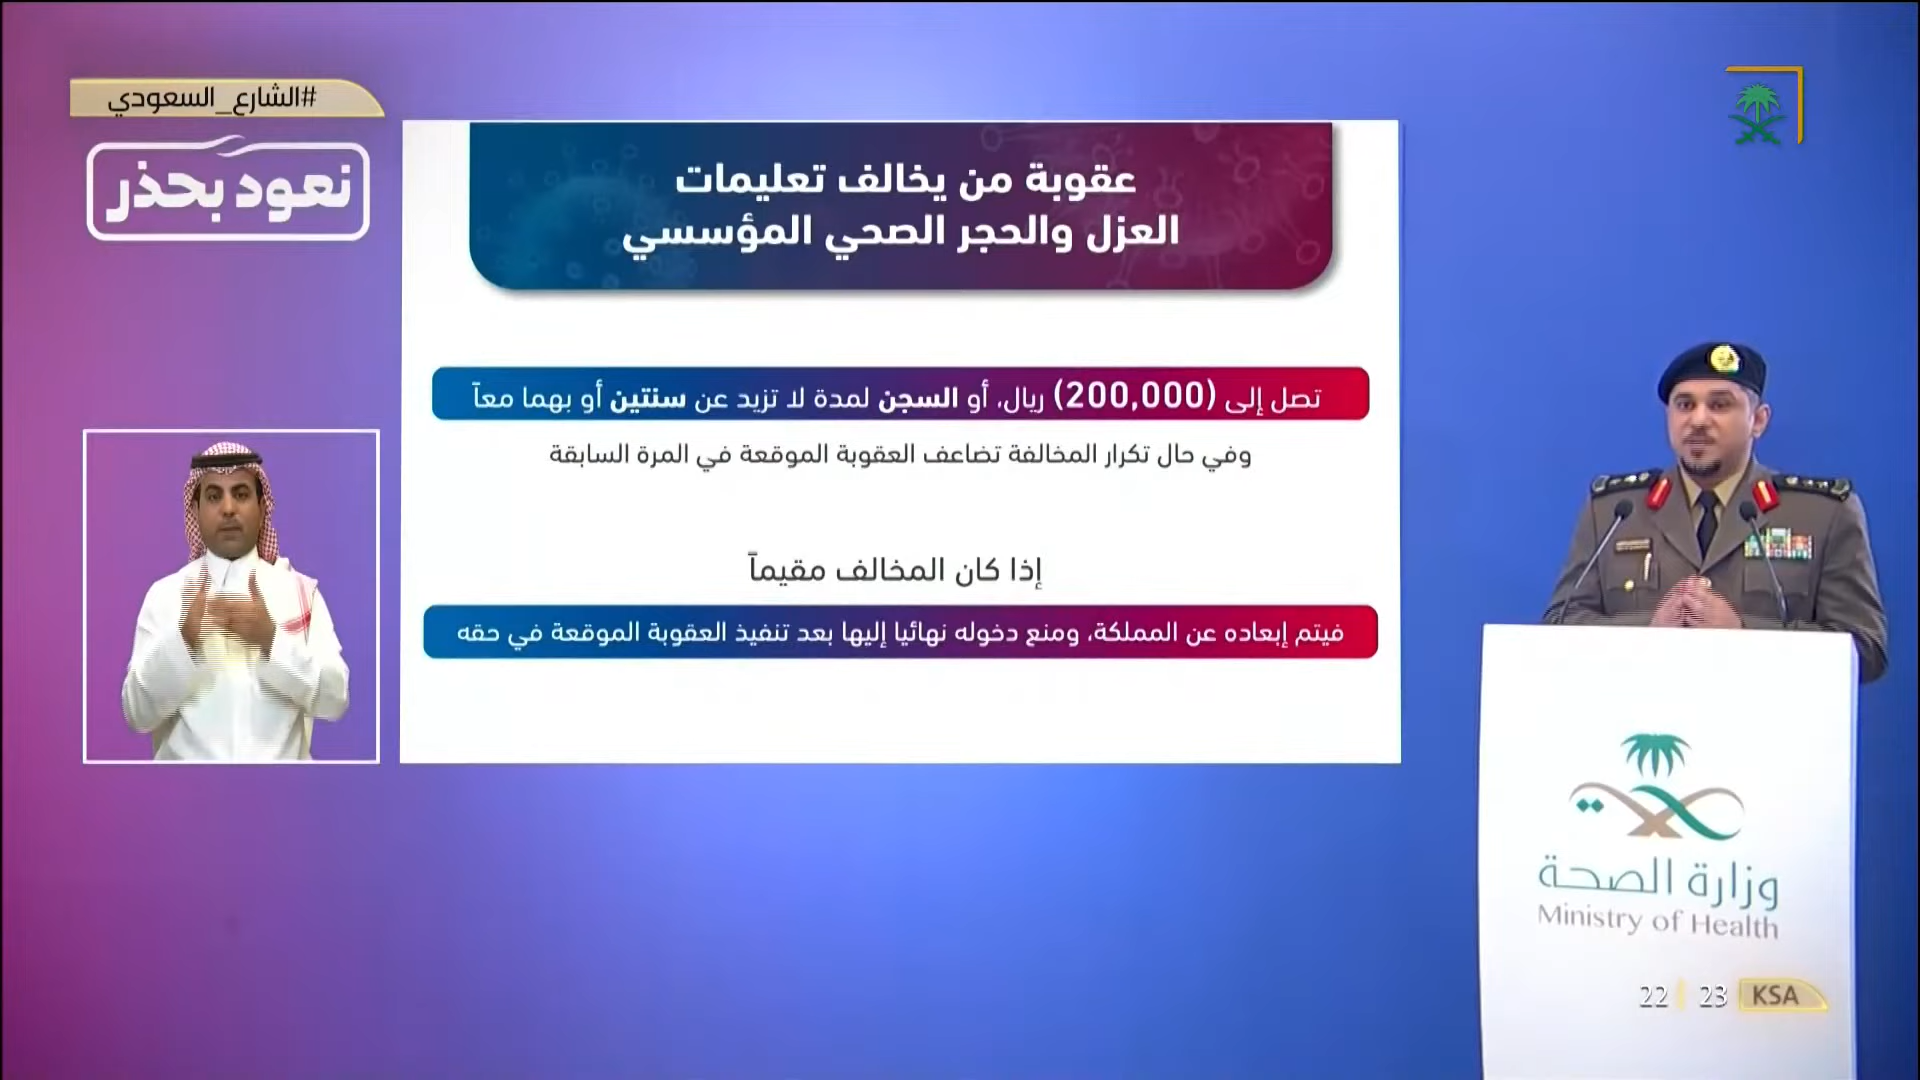 #الشارع_السعودي
نعود بحذر
عقوبة من يخالف تعليمات
العزل والحجر الصحي المؤسسي
تصل إلى (200,000) ريال، أو السجن لمدة لا تزيد عن سنتين أو بهما معاً
وفي حال تكرار المخالفة تضاعف العقوبة الموقعة في المرة السابقة
إذا كان المخالف مقيماً
فيتم إبعاده عن المملكة، ومنع دخوله نهائيا إليها بعد تنفيذ العقوبة الموقعة في حقه
وزارة الصحة
Ministry of Health
22 23 KSA